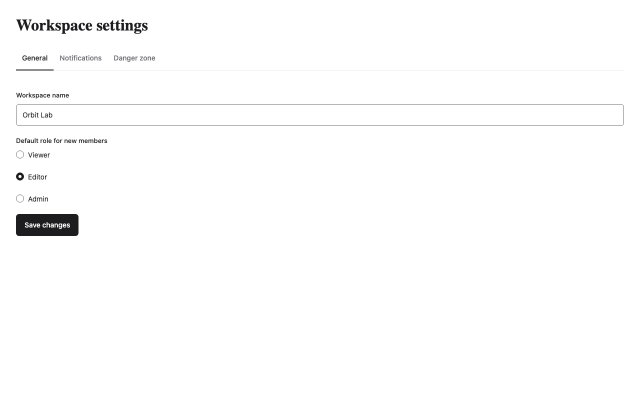 Workspace settings
General Notifications Danger zone
Workspace name
Orbit Lab
Default role for new members
Viewer
Editor
Admin
Save changes